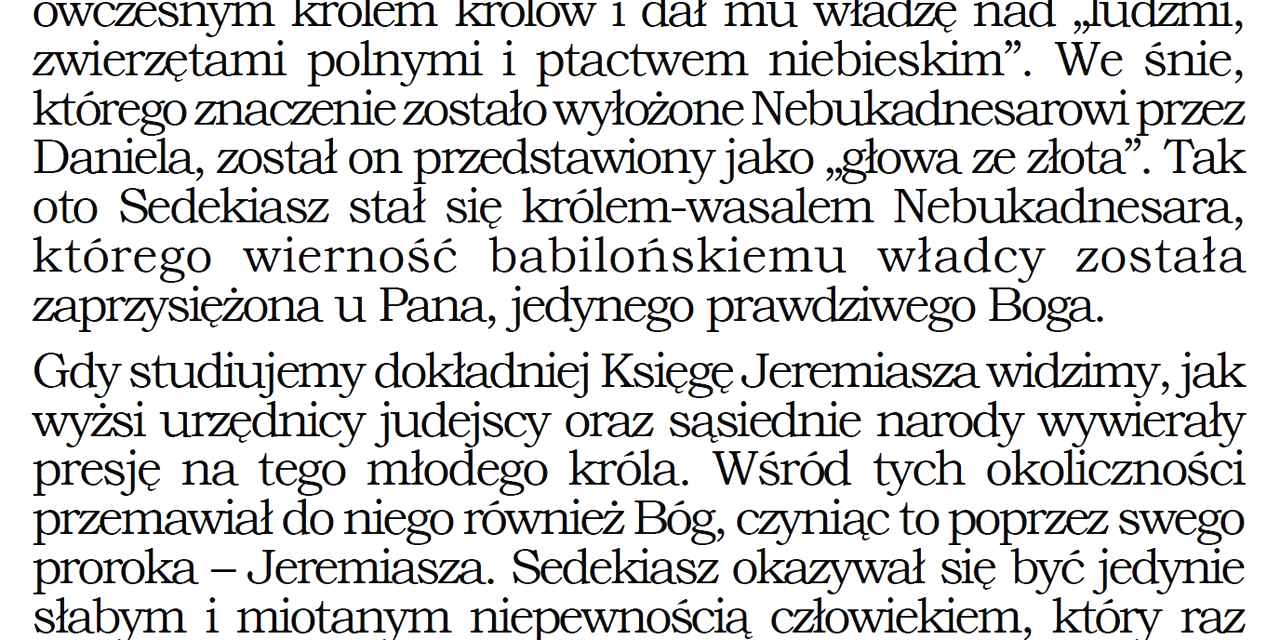 ówczesnym królem królów i dał mu władzę nad „ludźmi,
zwierzętami polnymi i ptactwem niebieskim”. We śnie,
którego znaczenie zostało wyłożone Nebukadnesarowi przez
Daniela, został on przedstawiony jako „głowa ze złota”. Tak
oto Sedekiasz stał się królem-wasalem Nebukadnesara,
którego wierność babilońskiemu władcy została
zaprzysiężona u Pana, jedynego prawdziwego Boga.
Gdy studiujemy dokładniej Księgę Jeremiasza widzimy, jak
wyżsi urzędnicy judejscy oraz sąsiednie narody wywierały
presję na tego młodego króla. Wśród tych okoliczności
przemawiał do niego również Bóg, czyniąc to poprzez swego
proroka – Jeremiasza. Sedekiasz okazywał się być jedynie
słabym i miotanym niepewnością człowiekiem, który raz